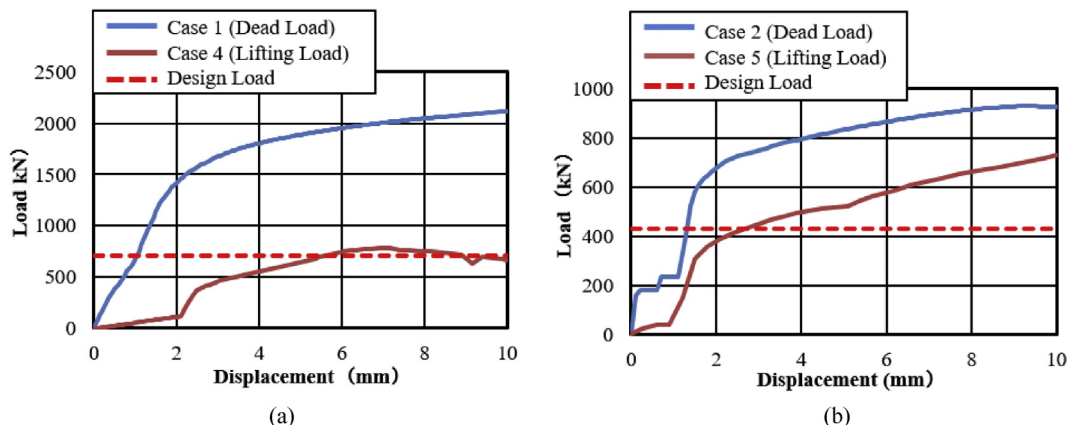 Case 1 (Dead Load)
Case 4 (Lifting Load)
Design Load
2500
2000
1500
1000
500
0
Load kN)
0 2 4 6 8 10
Displacement (mm)
(a)
Case 2 (Dead Load)
Case 5 (Lifting Load)
Design Load
1000
800
600
400
200
0
Load (kN)
0 2 4 6 8 10
Displacement (mm)
(b)